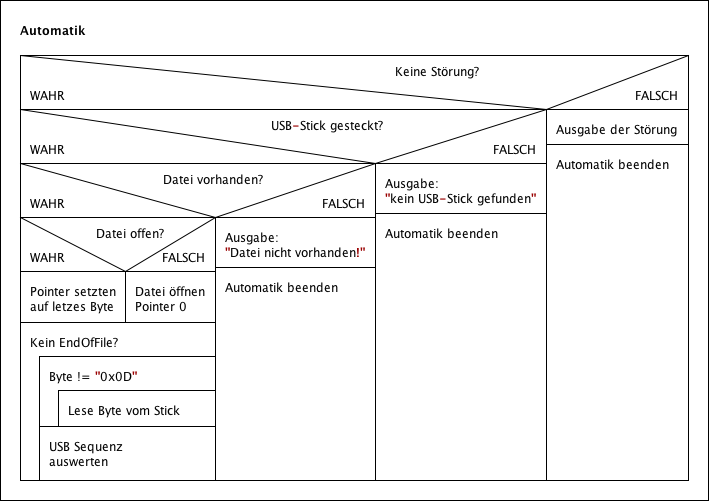 Automatik
Keine Störung?
WAHR
FALSCH
USB-Stick gesteckt?
WAHR
FALSCH
Ausgabe der Störung
Automatik beenden
Datei vorhanden?
WAHR
FALSCH
Ausgabe:
"kein USB-Stick gefunden"
Automatik beenden
Datei offen?
WAHR
FALSCH
Ausgabe:
"Datei nicht vorhanden!"
Automatik beenden
Pointer setzten
auf letzes Byte
Datei öffnen
Pointer 0
Kein EndOfFile?
Byte != "0x0D"
Lese Byte vom Stick
USB Sequenz
auswerten